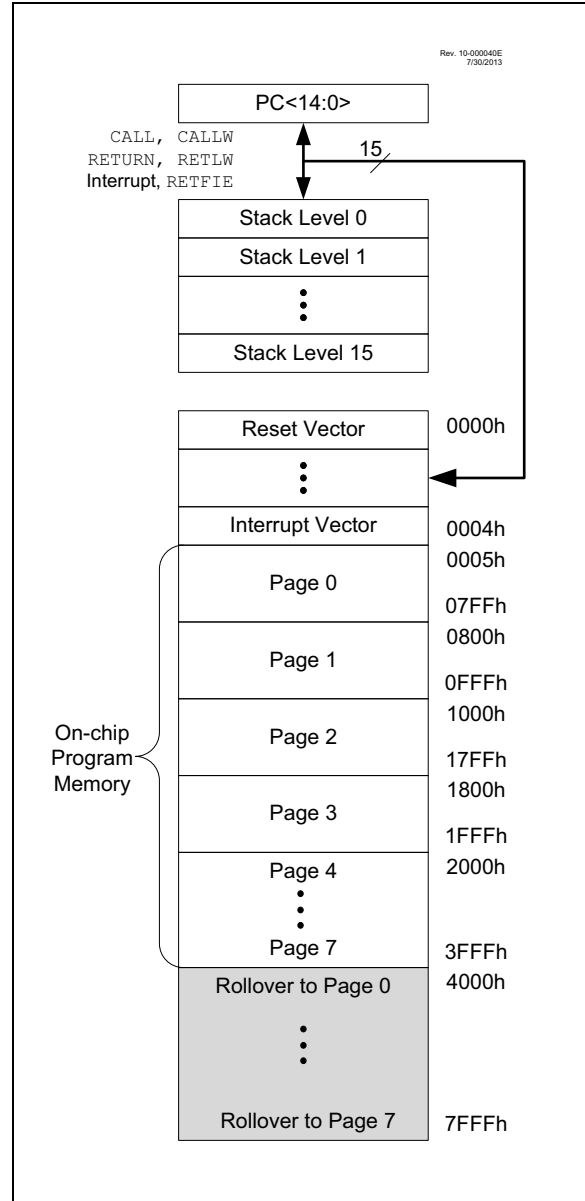 Rev. 10-000040E
7/30/2013
PC<14:0>
CALL, CALLW
RETURN, RETLW
Interrupt, RETFIE
15
Stack Level 0
Stack Level 1
Stack Level 15
Reset Vector
0000h
Interrupt Vector
0004h
0005h
Page 0
07FFh
0800h
Page 1
0FFFh
1000h
Page 2
On-chip
Program
Memory
17FFh
1800h
Page 3
1FFFh
Page 4
2000h
Page 7
3FFFh
Rollover to Page 0
4000h
Rollover to Page 7
7FFFh